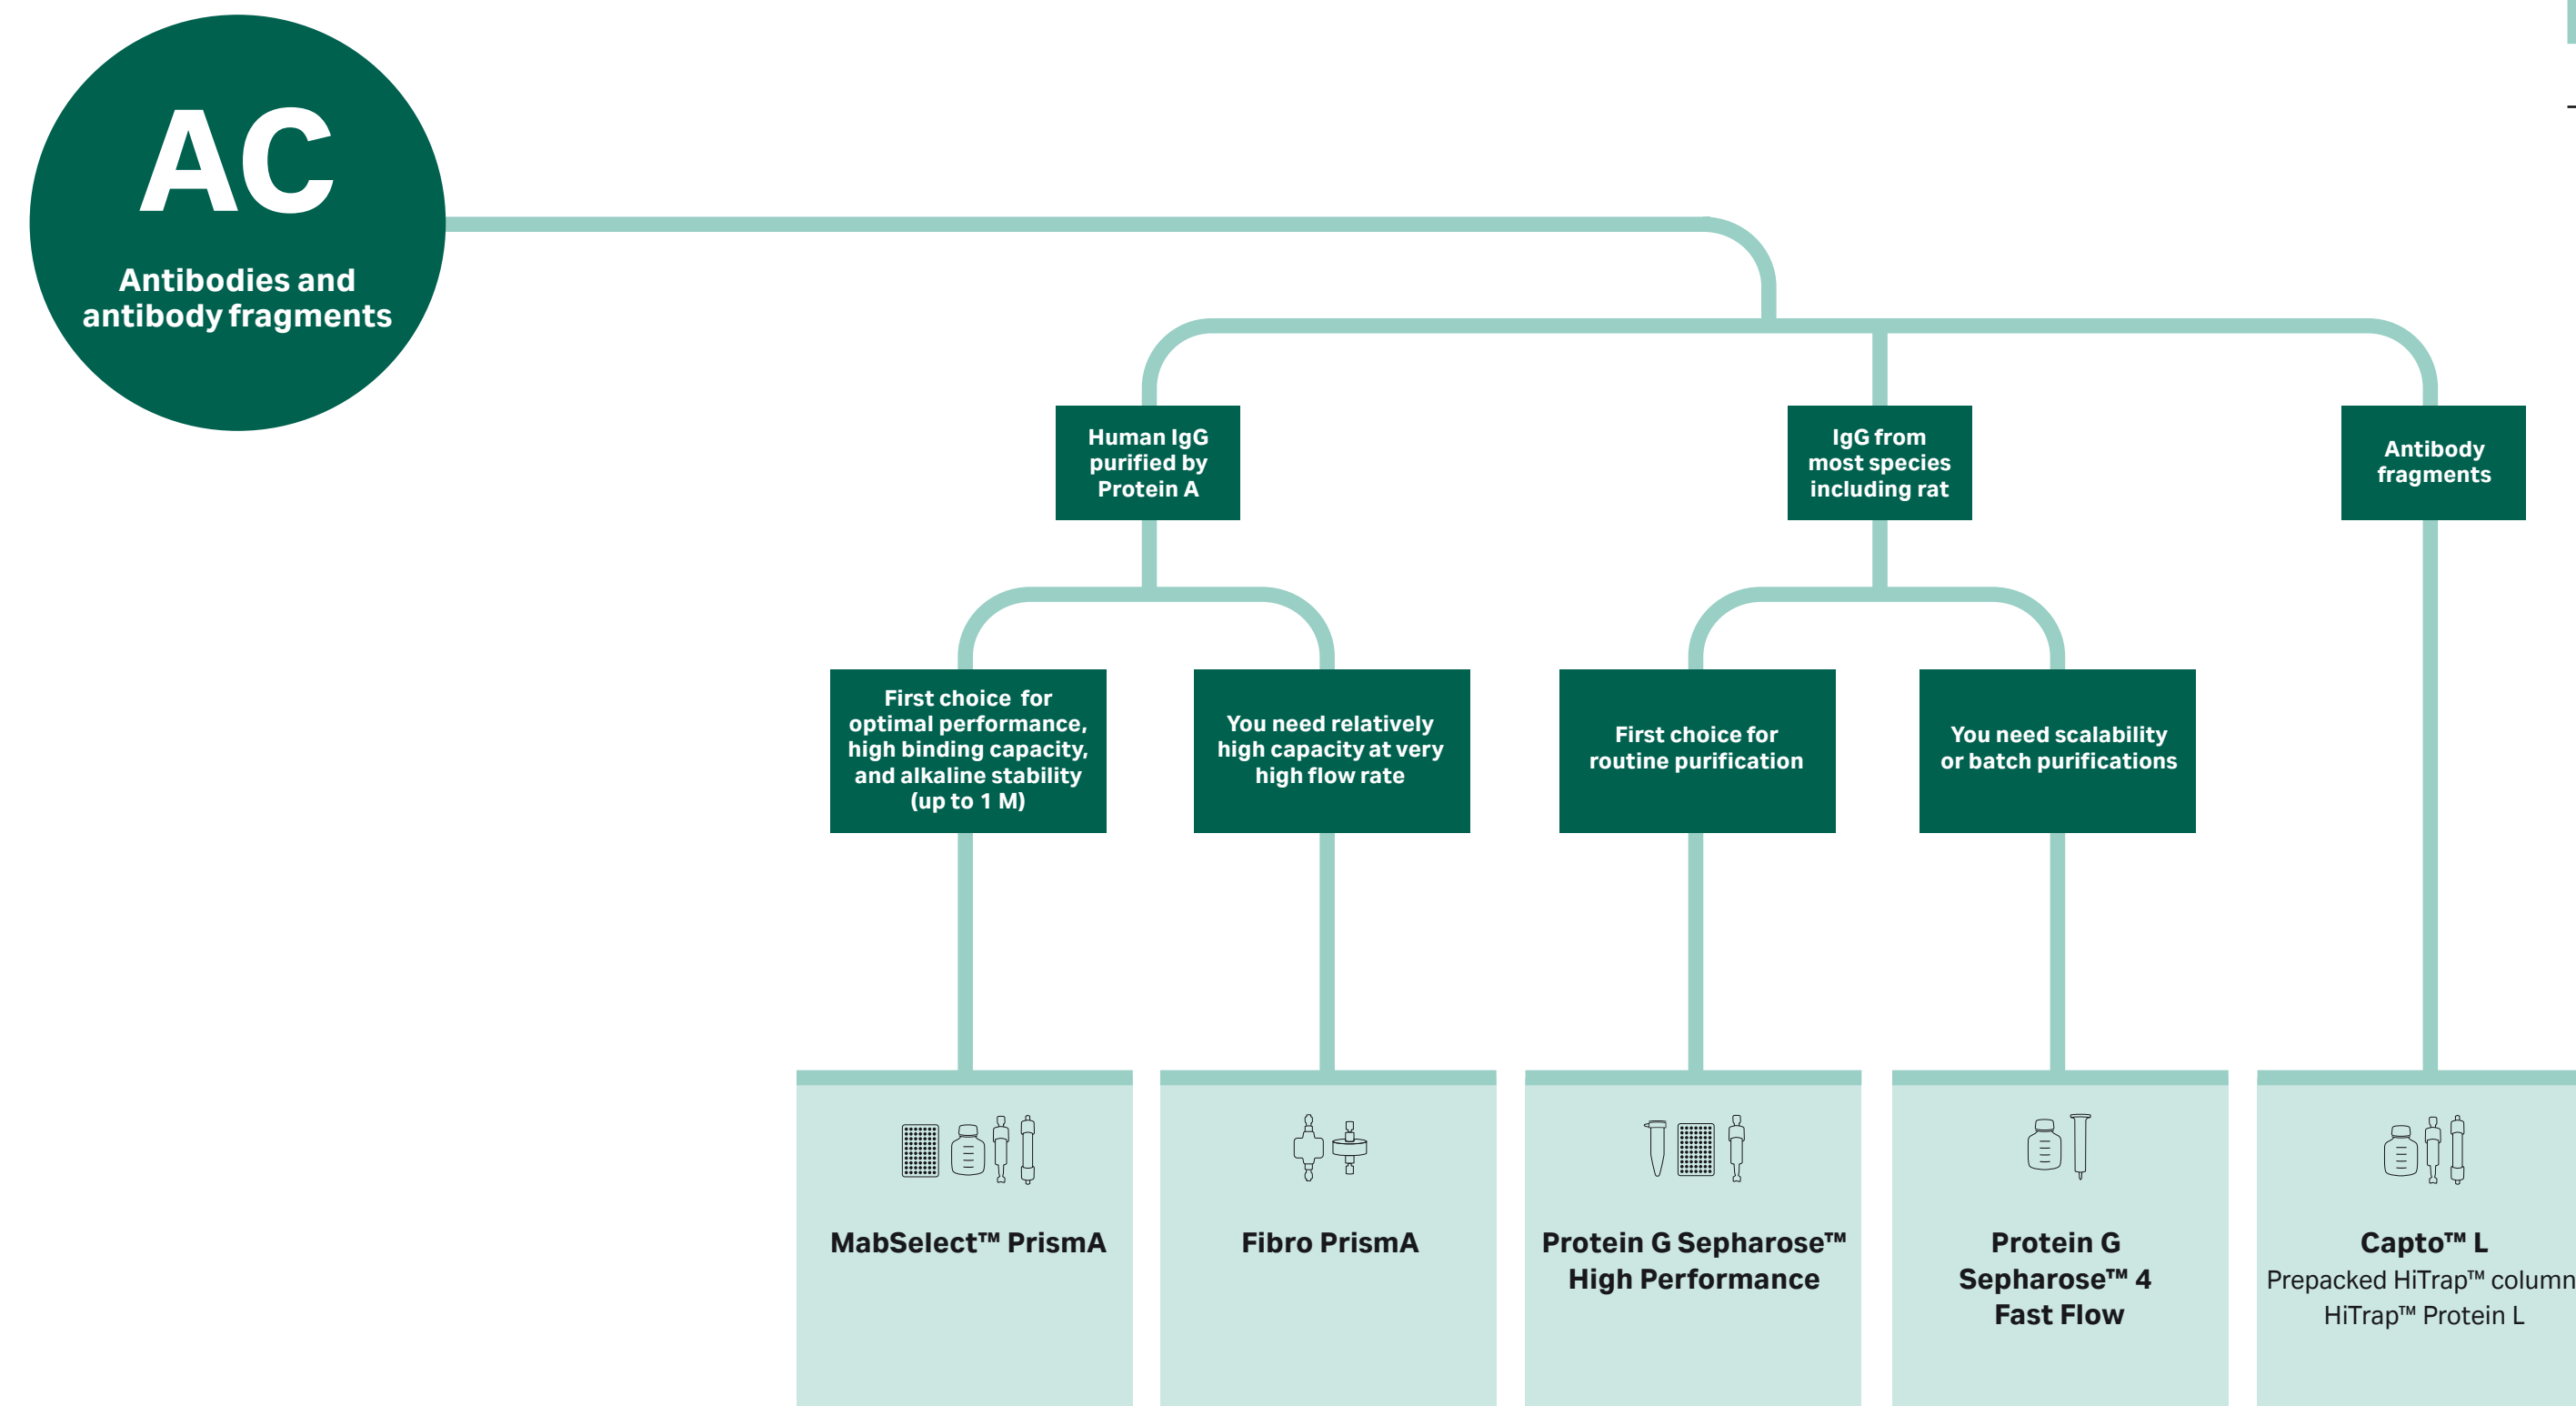 AC
Antibodies and
antibody fragments
Human IgG
purified by
Protein A
IgG from
most species
including rat
Antibody
fragments
First choice for
optimal performance,
high binding capacity,
and alkaline stability
(up to 1 M)
You need relatively
high capacity at very
high flow rate
First choice for
routine purification
You need scalability
or batch purifications
MabSelect™ PrismA
Fibro PrismA
Protein G Sepharose™
High Performance
Protein G
Sepharose™ 4
Fast Flow
Capto™ L
Prepacked HiTrap™ column
HiTrap™ Protein L